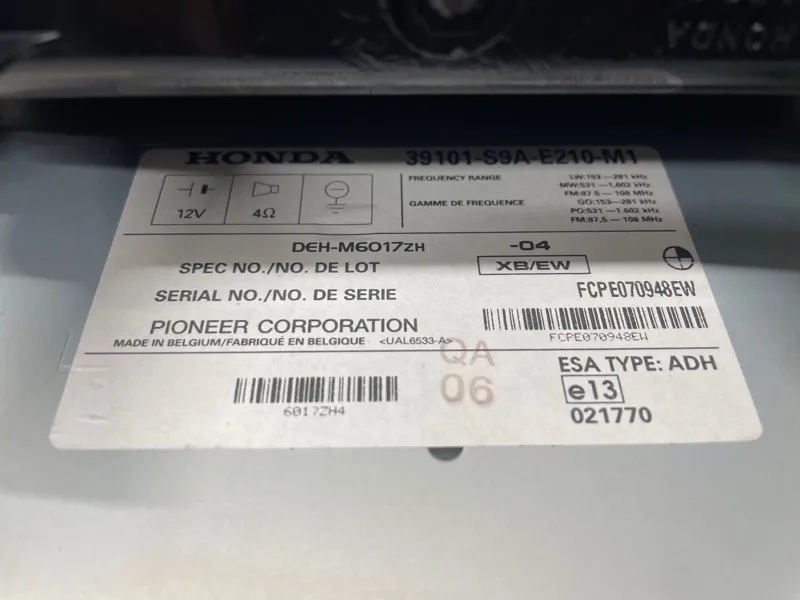 HONDA 39101-S9A-E210-M1
FREQUENCY RANGE
LW:153—281 kHz
MW:531—1,602 kHz
FM:87.5—108 MHz
GAMME DE FREQUENCE
GO:153—281 kHz
PO:531—1.602 kHz
FM:87,5—108 MHz
12V 4Ω
DEH-M6017ZH -04
SPEC NO./NO. DE LOT XB/EW
SERIAL NO./NO. DE SERIE FCPE070948EW
PIONEER CORPORATION
FCPE070948EW
MADE IN BELGIUM/FABRIQUÉ EN BELGIQUE <UAL6533-A>
QA
06
ESA TYPE: ADH
e13
021770
6017ZH4
HONDA